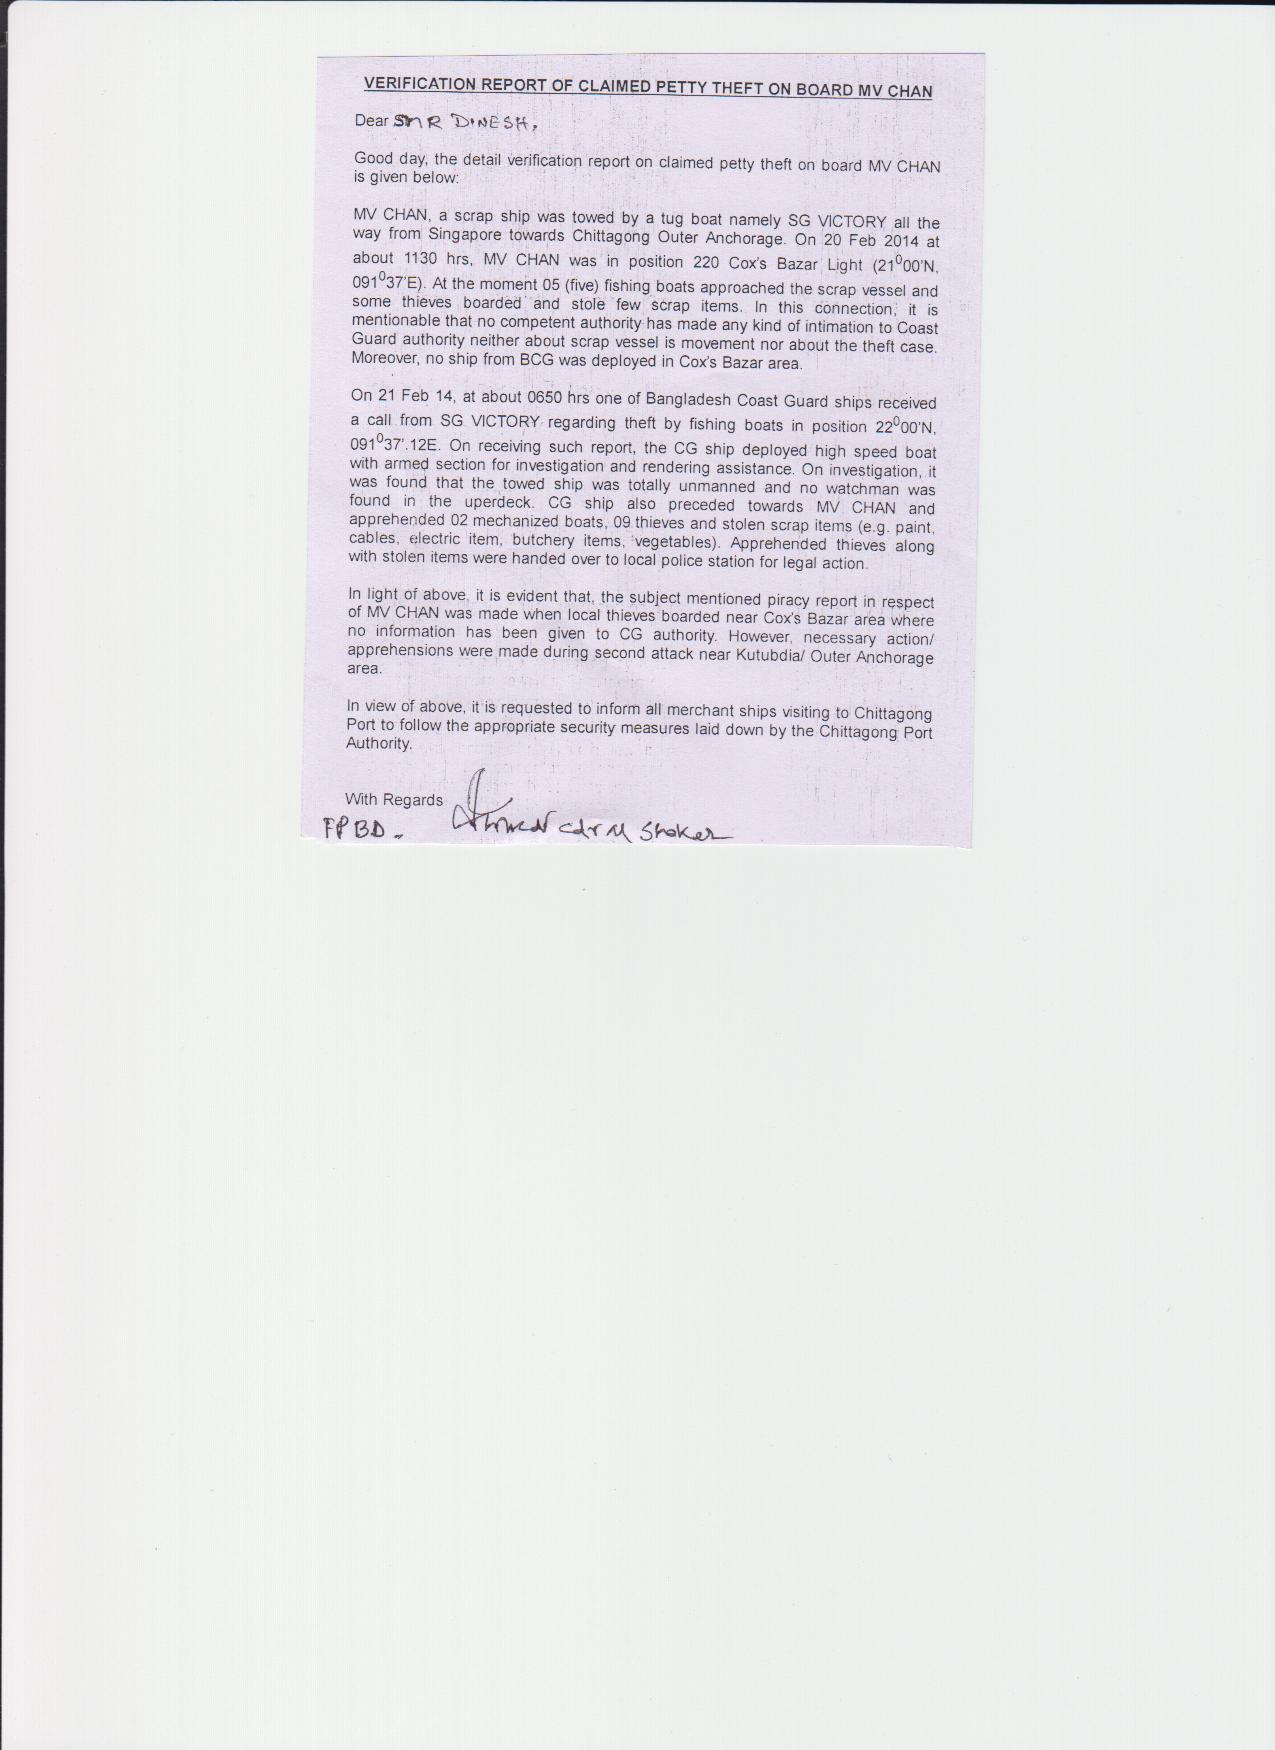 VERIFICATION REPORT OF CLAIMED PETTY THEFT ON BOARD MV CHAN
Dear SMR DINESH,
Good day, the detail verification report on claimed petty theft on board MV CHAN
is given below:
MV CHAN, a scrap ship was towed by a tug boat namely SG VICTORY all the
way from Singapore towards Chittagong Outer Anchorage. On 20 Feb 2014 at
about 1130 hrs, MV CHAN was in position 220 Cox's Bazar Light (21⁰00'N,
091⁰37'E). At the moment 05 (five) fishing boats approached the scrap vessel and
some thieves boarded and stole few scrap items. In this connection, it is
mentionable that no competent authority has made any kind of intimation to Coast
Guard authority neither about scrap vessel is movement nor about the theft case.
Moreover, no ship from BCG was deployed in Cox's Bazar area.
On 21 Feb 14, at about 0650 hrs one of Bangladesh Coast Guard ships received
a call from SG VICTORY regarding theft by fishing boats in position 22⁰00'N,
091⁰37'.12E. On receiving such report, the CG ship deployed high speed boat
with armed section for investigation and rendering assistance. On investigation, it
was found that the towed ship was totally unmanned and no watchman was
found in the uperdeck. CG ship also preceded towards MV CHAN and
apprehended 02 mechanized boats, 09 thieves and stolen scrap items (e.g. paint,
cables, electric item, butchery items, vegetables). Apprehended thieves along
with stolen items were handed over to local police station for legal action.
In light of above, it is evident that, the subject mentioned piracy report in respect
of MV CHAN was made when local thieves boarded near Cox's Bazar area where
no information has been given to CG authority. However, necessary action/
apprehensions were made during second attack near Kutubdia/ Outer Anchorage
area.
In view of above, it is requested to inform all merchant ships visiting to Chittagong
Port to follow the appropriate security measures laid down by the Chittagong Port
Authority.
With Regards
FPBD - cdr M Shoker